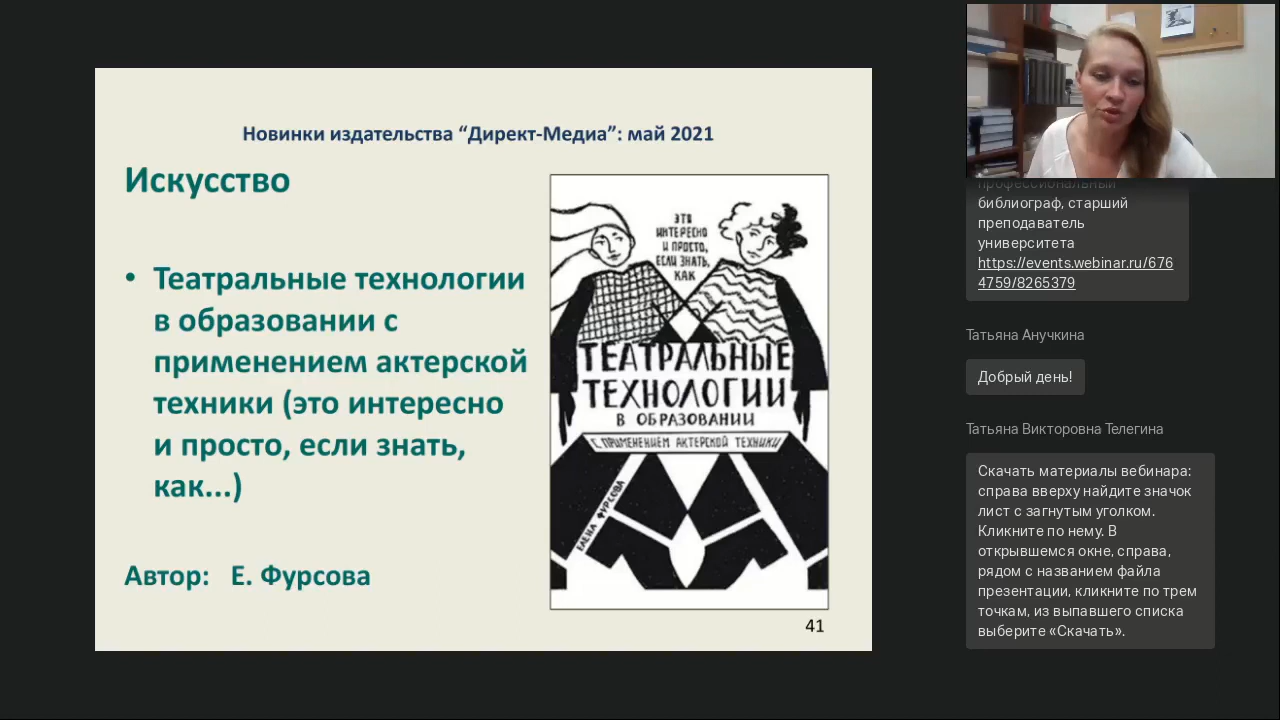 Новинки издательства “Директ-Медиа”: май 2021
Искусство
• Театральные технологии
в образовании с
применением актерской
техники (это интересно
и просто, если знать,
как...)
Автор: Е. Фурсова
ЭТО
ИНТЕРЕСНО
И ПРОСТО,
ЕСЛИ ЗНАТЬ,
КАК
ТЕАТРАЛЬНЫЕ
ТЕХНОЛОГИИ
В ОБРАЗОВАНИИ
С ПРИМЕНЕНИЕМ АКТЕРСКОЙ ТЕХНИКИ
ЕЛЕНА ФУРСОВА
41
профессиональный
библиограф, старший
преподаватель
университета
https://events.webinar.ru/676
4759/8265379
Татьяна Анучкина
Добрый день!
Татьяна Викторовна Телегина
Скачать материалы вебинара:
справа вверху найдите значок
лист с загнутым уголком.
Кликните по нему. В
открывшемся окне, справа,
рядом с названием файла
презентации, кликните по трем
точкам, из выпавшего списка
выберите «Скачать».